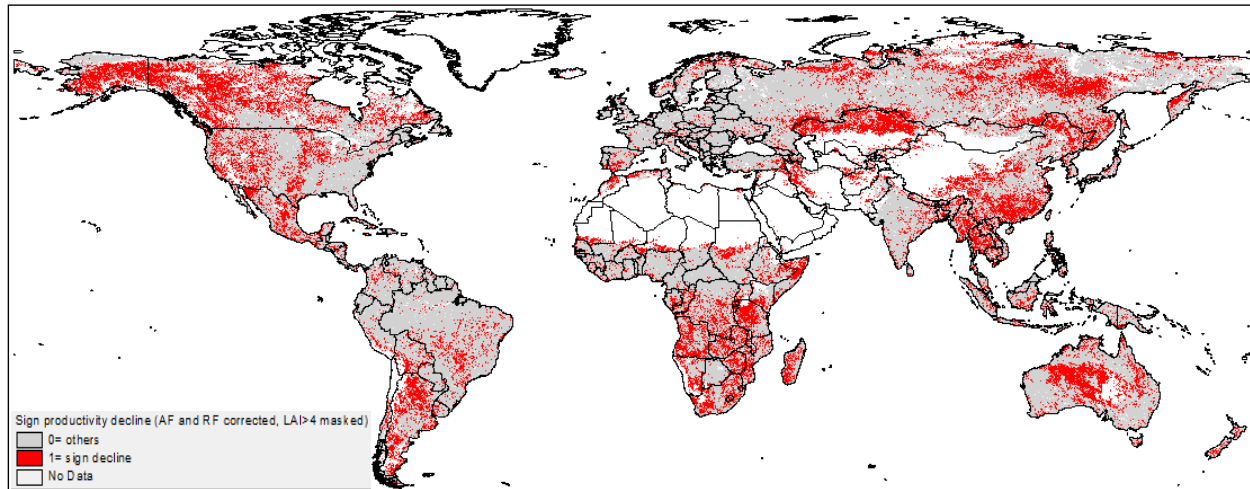 Sign productivity decline (AF and RF corrected, LAI>4 masked)
0= others
1= sign decline
No Data